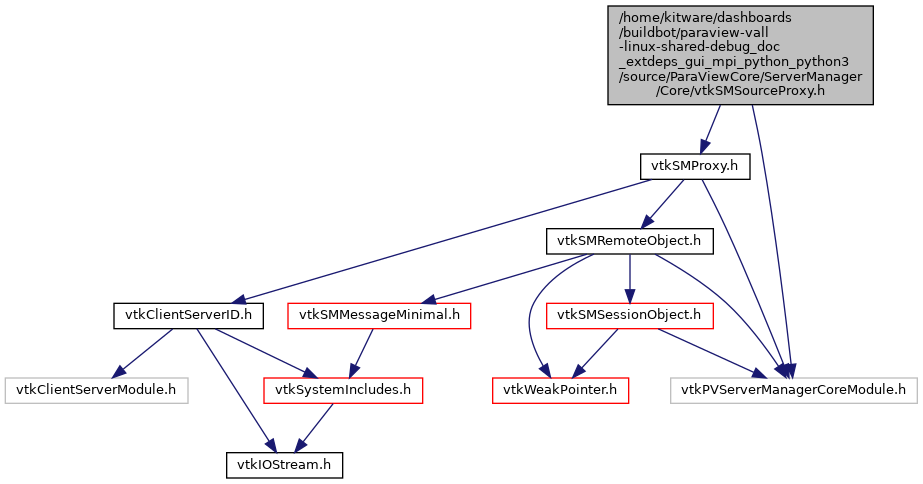 /home/kitware/dashboards
/buildbot/paraview-vall
-linux-shared-debug_doc
_extdeps_gui_mpi_python_python3
/source/ParaViewCore/ServerManager
/Core/vtkSMSourceProxy.h
vtkSMProxy.h
vtkSMRemoteObject.h
vtkClientServerID.h
vtkSMMessageMinimal.h
vtkSMSessionObject.h
vtkClientServerModule.h
vtkSystemIncludes.h
vtkWeakPointer.h
vtkPVServerManagerCoreModule.h
vtkIOStream.h